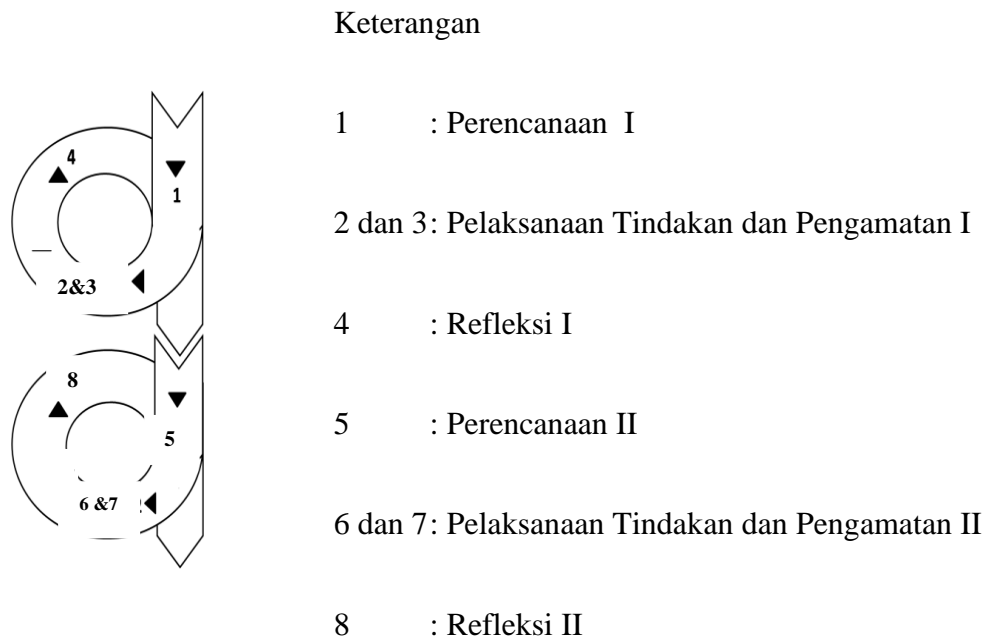 Keterangan
1 : Perencanaan I
2 dan 3: Pelaksanaan Tindakan dan Pengamatan I
4 : Refleksi I
5 : Perencanaan II
6 dan 7: Pelaksanaan Tindakan dan Pengamatan II
8 : Refleksi II
4
1
2&3
8
5
6 &7